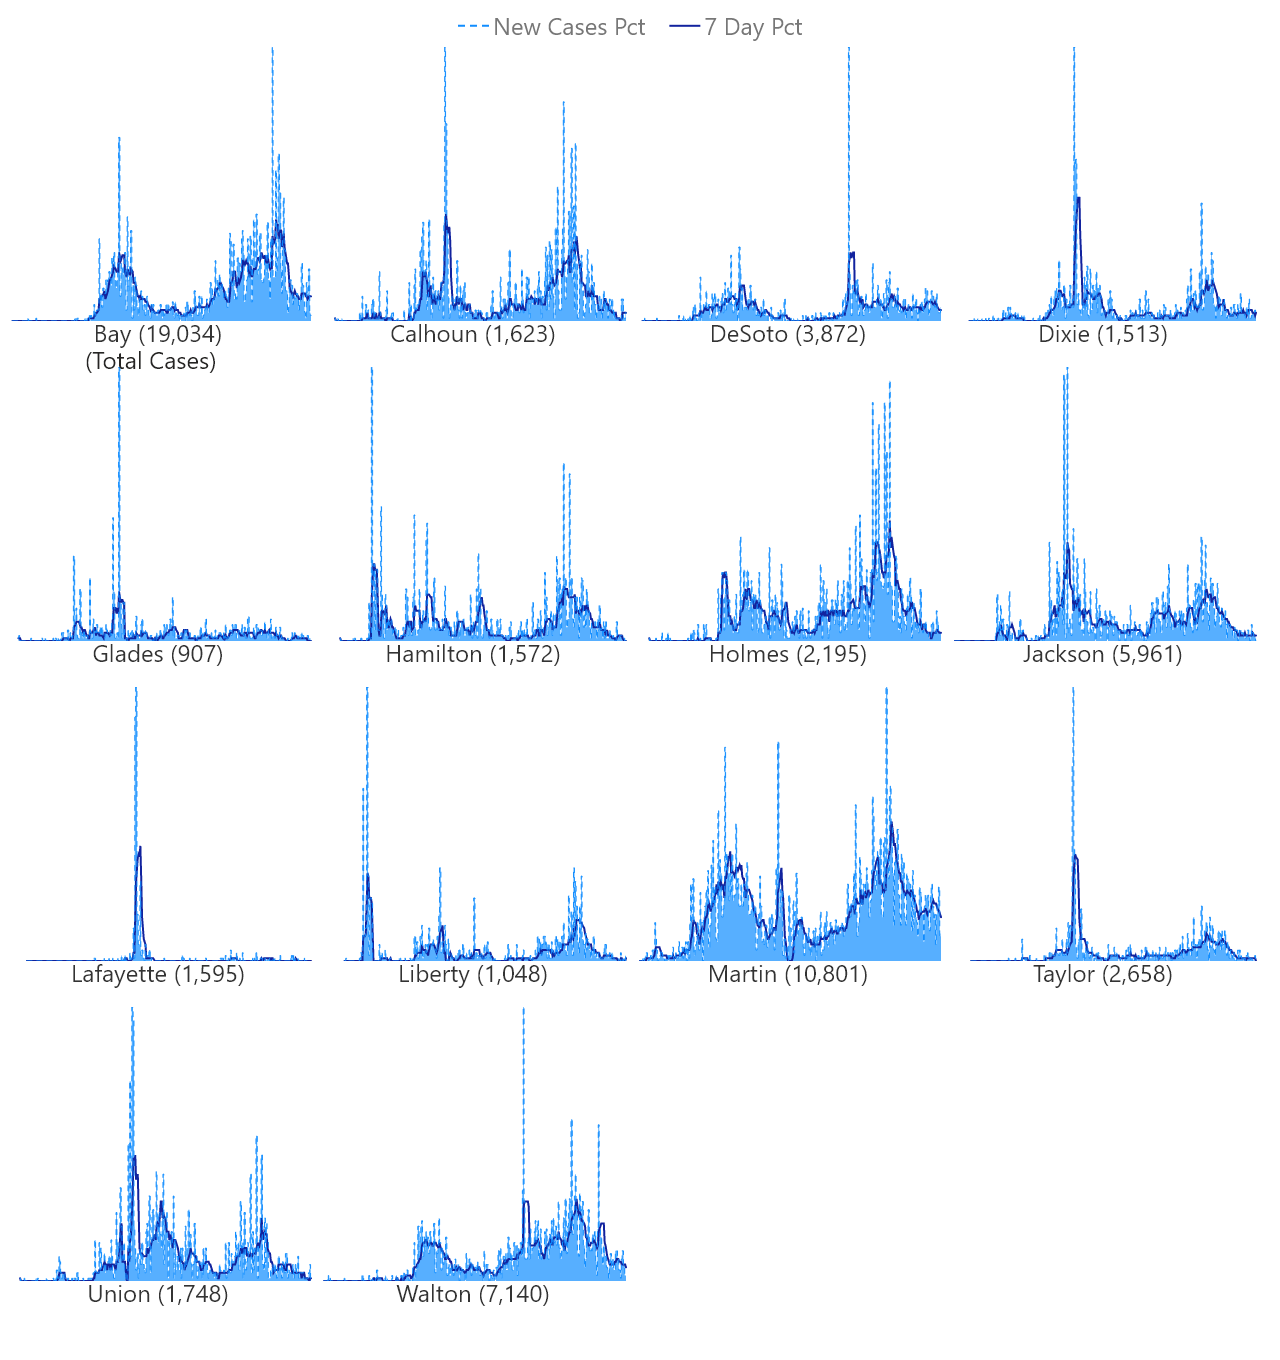 New Cases Pct 7 Day Pct
Bay (19,034)
(Total Cases)
Calhoun (1,623)
DeSoto (3,872)
Dixie (1,513)
Glades (907)
Hamilton (1,572)
Holmes (2,195)
Jackson (5,961)
Lafayette (1,595)
Liberty (1,048)
Martin (10,801)
Taylor (2,658)
Union (1,748)
Walton (7,140)